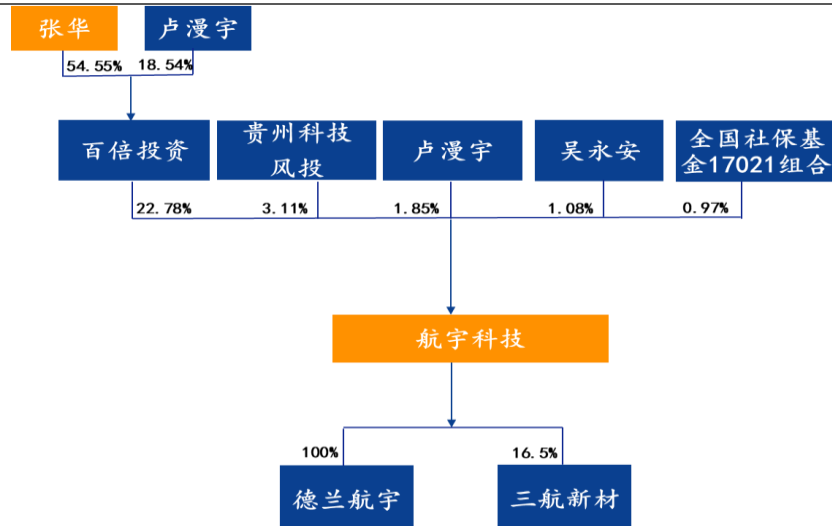 张华
卢漫宇
54.55%
18.54%
百倍投资
贵州科技
风投
卢漫宇
吴永安
全国社保基
金17021组合
22.78%
3.11%
1.85%
1.08%
0.97%
航宇科技
100%
16.5%
德兰航宇
三航新材